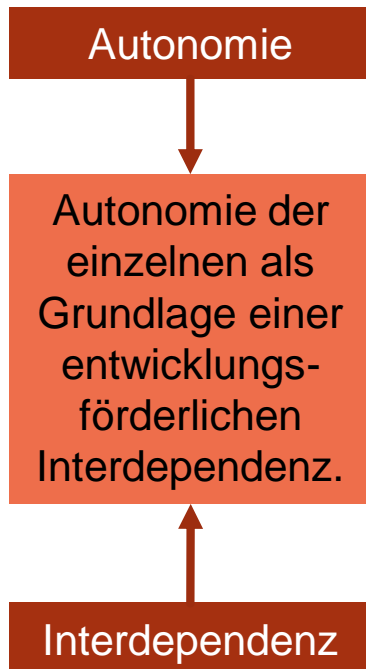 Autonomie
Autonomie der
einzelnen als
Grundlage einer
entwicklungs-
förderlichen
Interdependenz.
Interdependenz